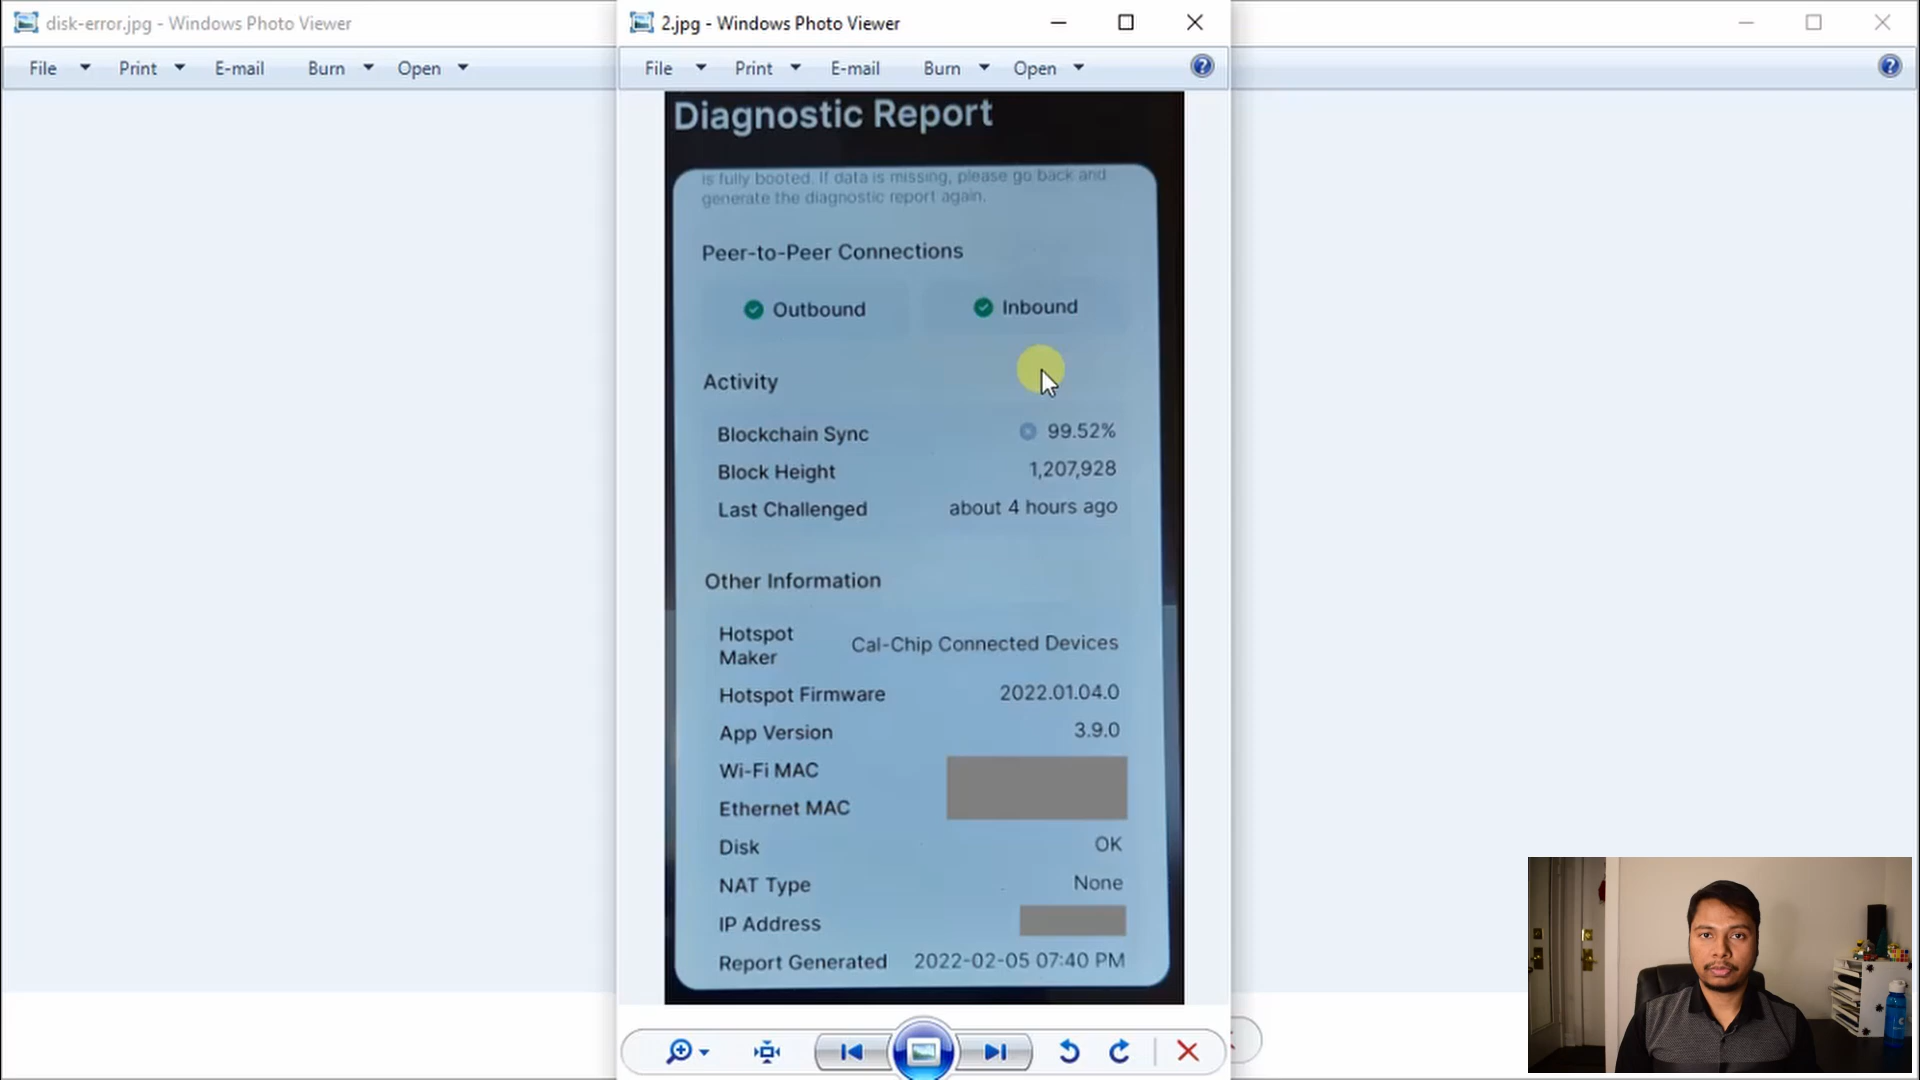 disk-error.jpg - Windows Photo Viewer
File Print E-mail Burn Open
2.jpg - Windows Photo Viewer
File Print E-mail Burn Open
Diagnostic Report
is fully booted. If data is missing, please go back and
generate the diagnostic report again.
Peer-to-Peer Connections
Outbound Inbound
Activity
Blockchain Sync 99.52%
Block Height 1,207,928
Last Challenged about 4 hours ago
Other Information
Hotspot
Maker Cal-Chip Connected Devices
Hotspot Firmware 2022.01.04.0
App Version 3.9.0
Wi-Fi MAC
Ethernet MAC
Disk OK
NAT Type None
IP Address
Report Generated 2022-02-05 07:40 PM